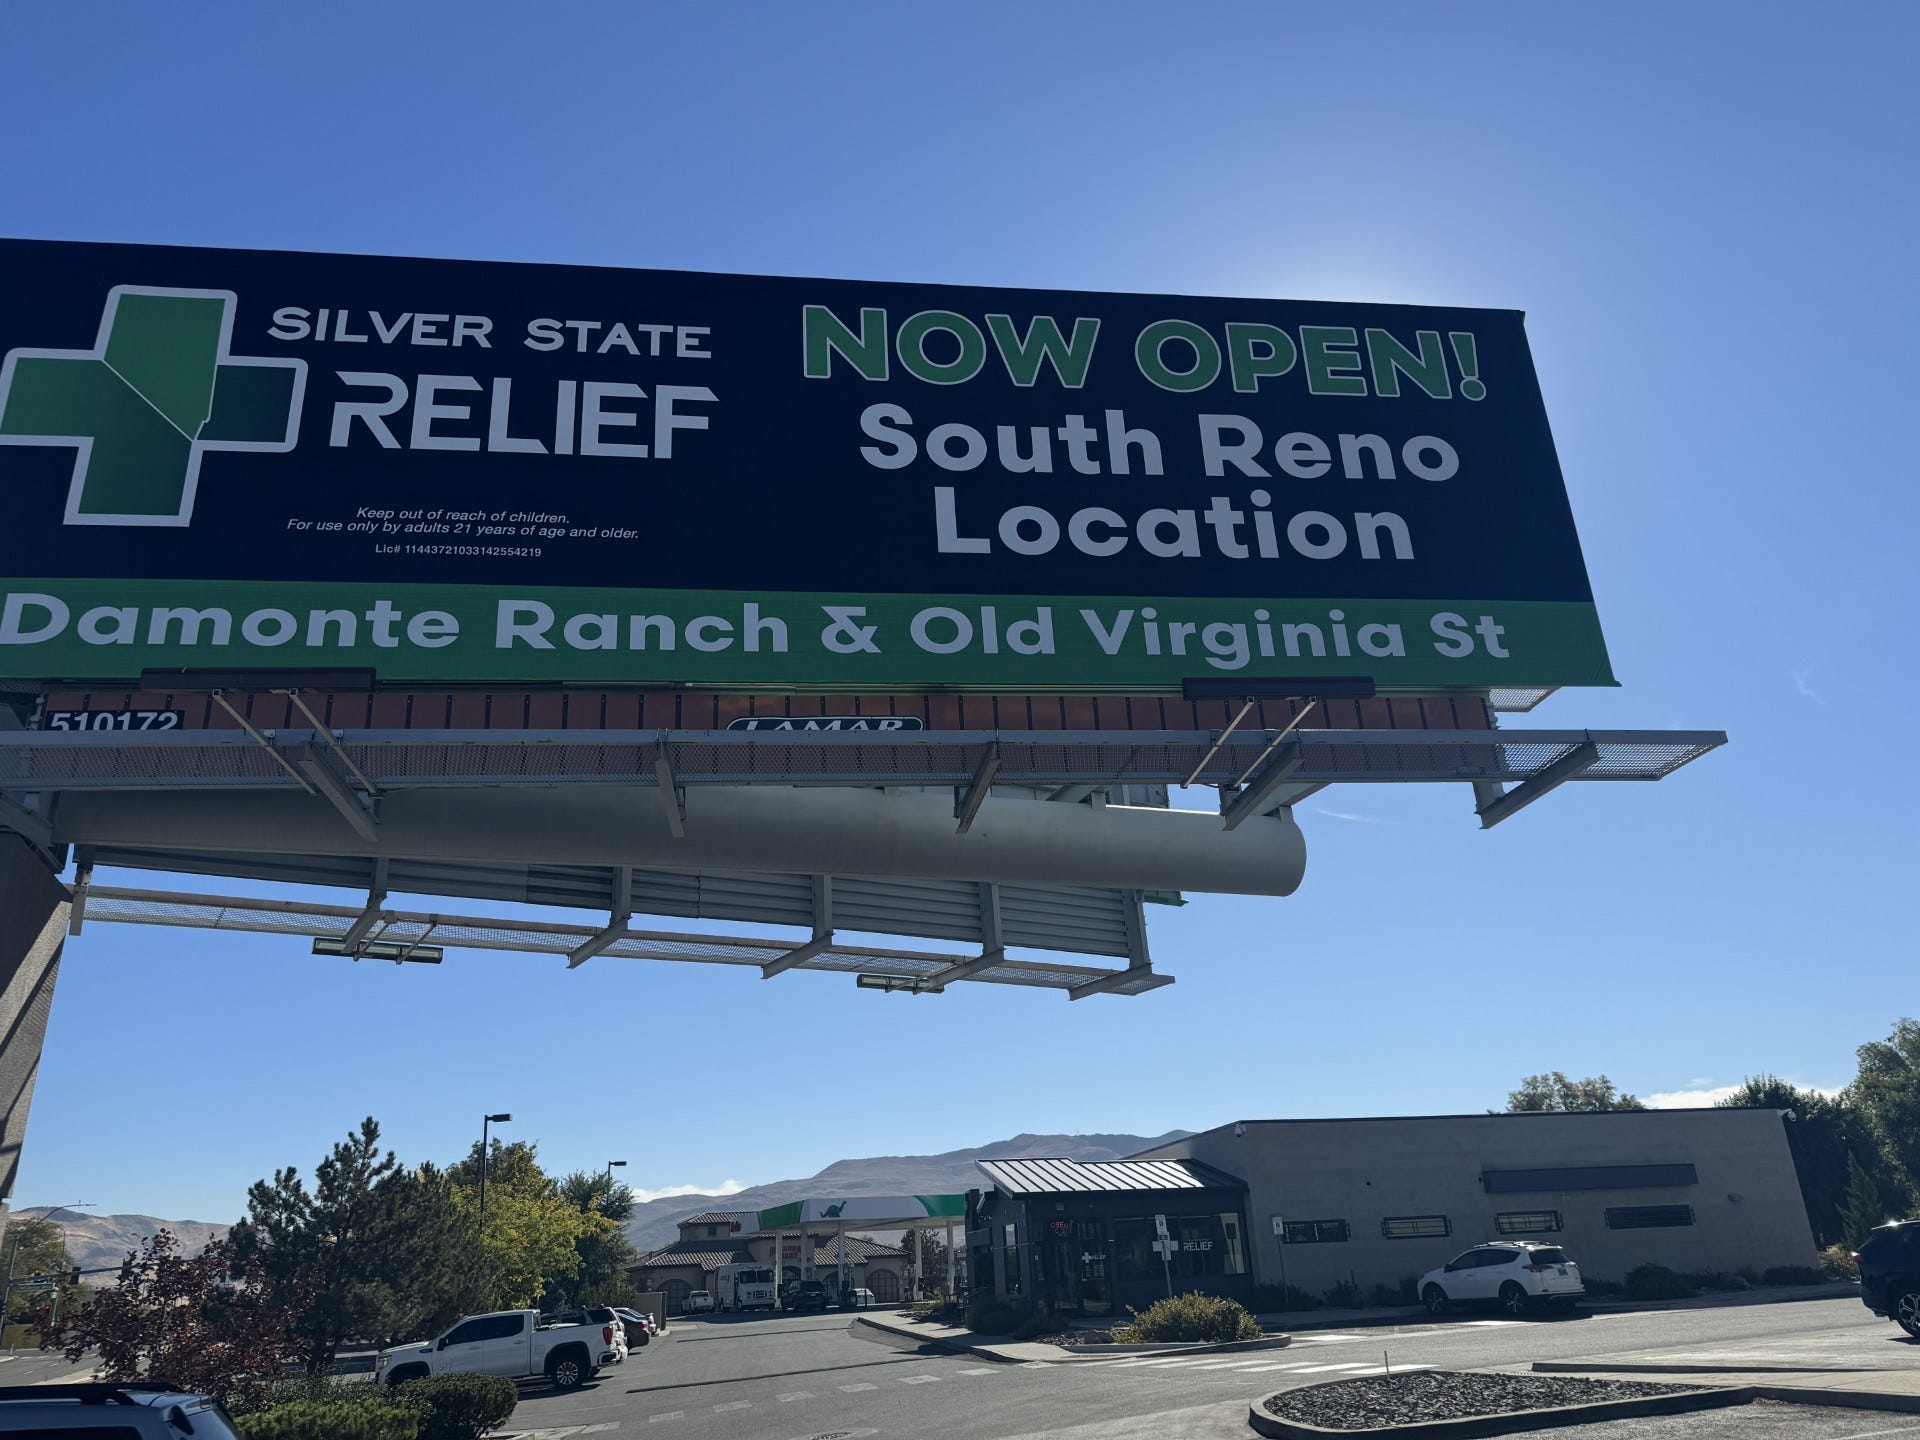 SILVER STATE
RELIEF
Keep out of reach of children.
For use only by adults 21 years of age and older.
Lic# 11443721033142554219
NOW OPEN!
South Reno
Location
Damonte Ranch & Old Virginia St
510172
LAMAR
OPEN
RELIEF